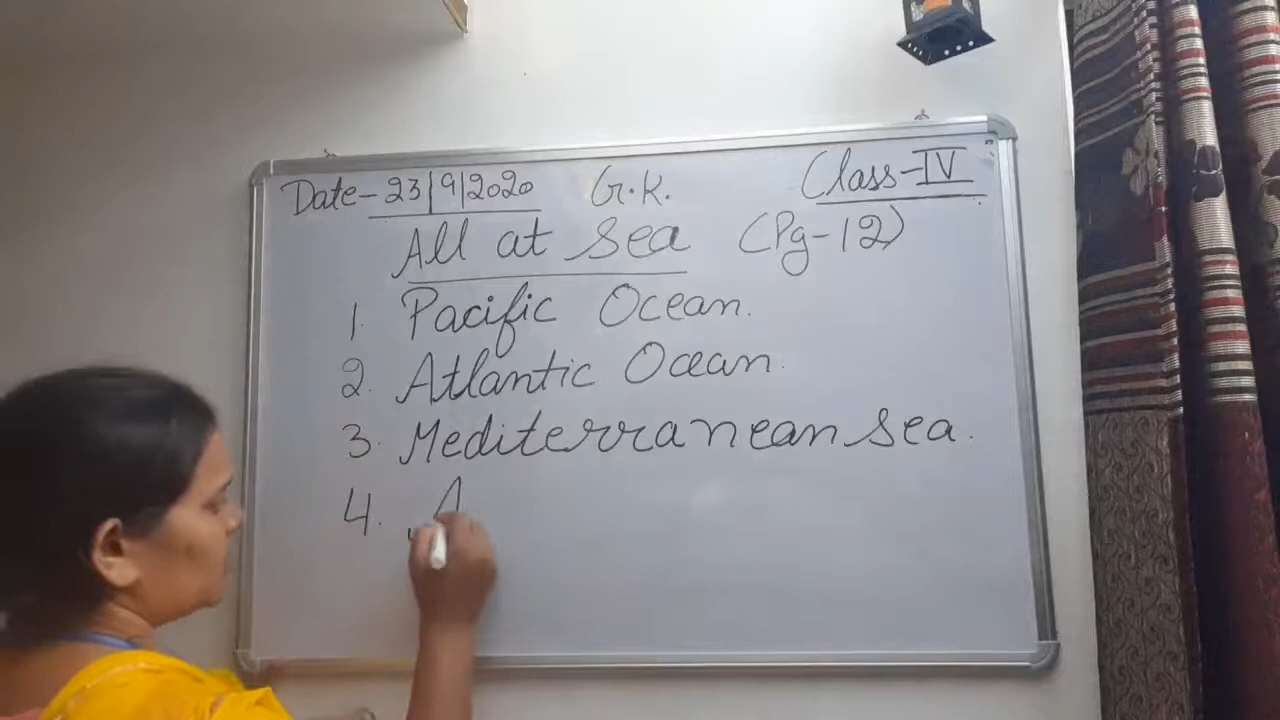 Date-23/9/2020 G.K. Class-IV
All at sea (Pg-12)
1. Pacific Ocean.
2. Atlantic Ocean.
3. Mediterranean sea.
4. A